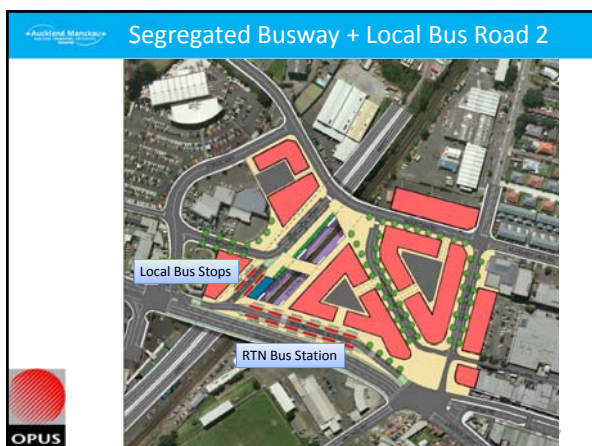 Auckland Manukau
Segregated Busway + Local Bus Road 2
Local Bus Stops
RTN Bus Station
OPUS